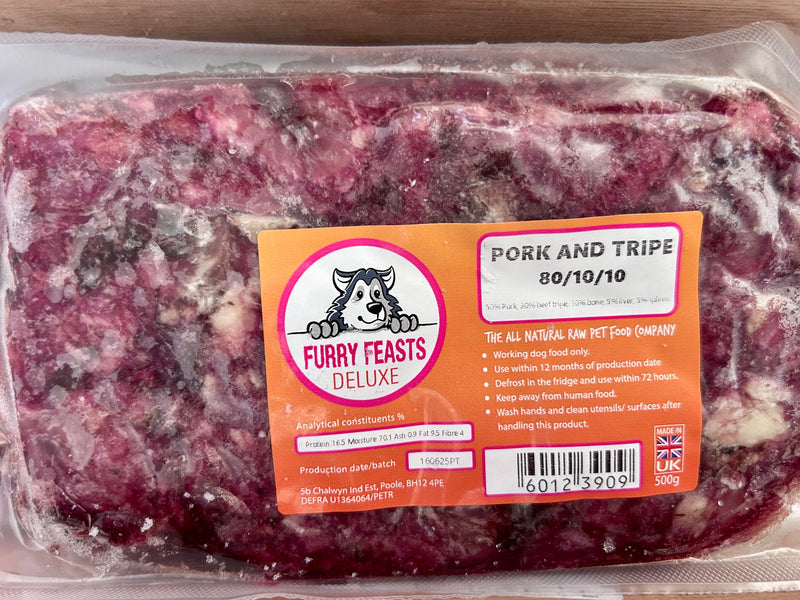 PORK AND TRIPE
80/10/10
50% Pork, 30% beef tripe, 10% bone, 5% liver, 5% spleen
FURRY FEASTS
DELUXE
THE ALL NATURAL RAW PET FOOD COMPANY
• Working dog food only.
• Use within 12 months of production date
• Defrost in the fridge and use within 72 hours.
• Keep away from human food.
• Wash hands and clean utensils/ surfaces after
handling this product.
Analytical constituents %
Protein 16.5 Moisture 70.1 Ash 0.9 Fat 9.5 Fibre 4
Production date/batch 160625PT
5b Chalwyn Ind Est, Poole, BH12 4PE
DEFRA U1364064/PETR
6012 3909
MADE IN
UK
500g